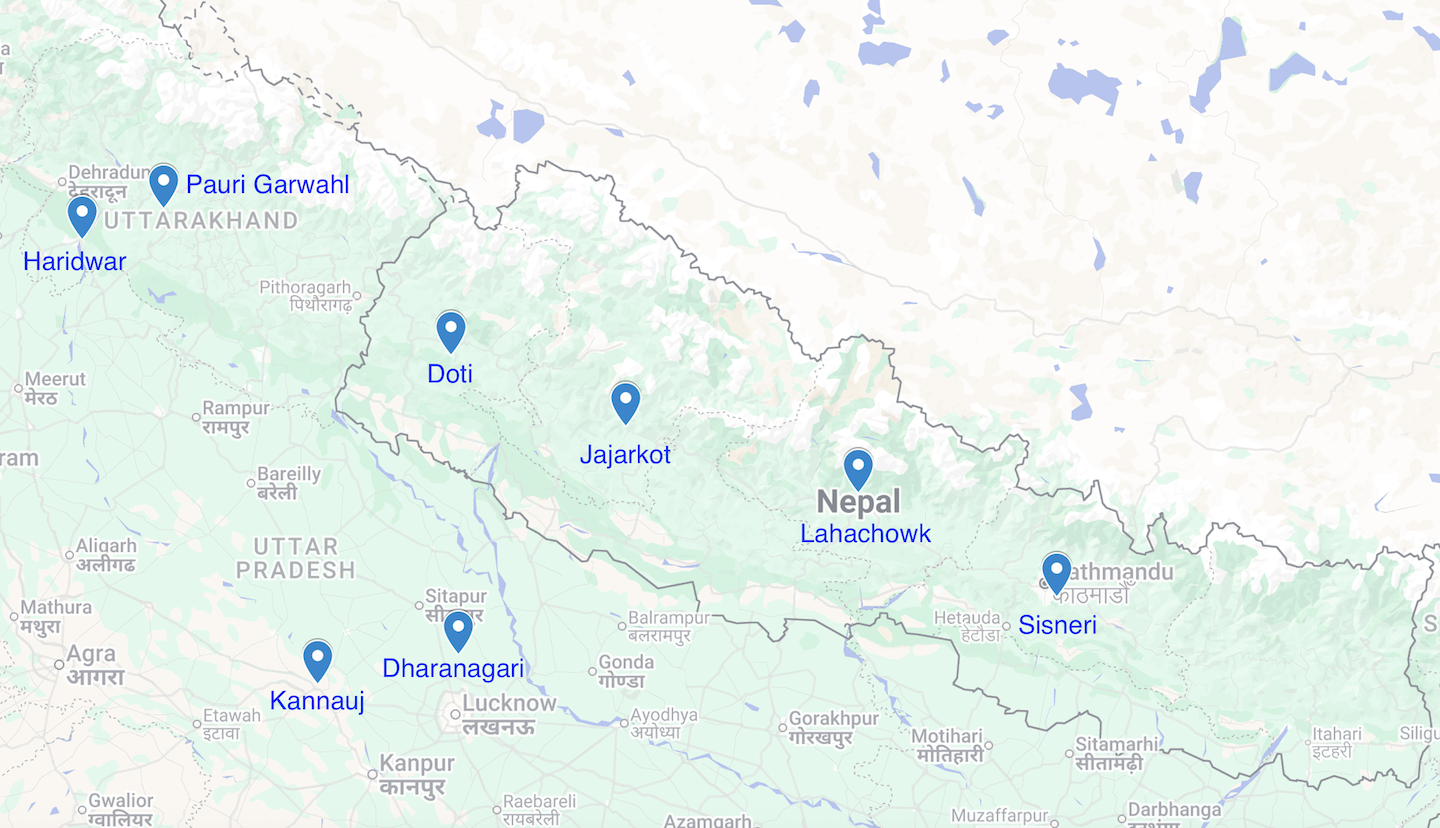 Dehradun
देहरादून
Pauri Garwahl
UTTARAKHAND
Haridwar
Pithoragarh
पिथौरागढ़
Doti
Meerut
मेरठ
Rampur
रामपुर
Jajarkot
ram
Bareilly
बरेली
Nepal
Lahachowk
Aligarh
अलीगढ
UTTAR
PRADESH
Kathmandu
काठमाडौं
Sitapur
Mathura
मथुरा
Balrampur
बलरामपुर
Hetauda
हेटौडा
Sisneri
Agra
आगरा
Dharanagari
Gonda
गोण्डा
Kannauj
Lucknow
लखनऊ
Etawah
इटावा
Ayodhya
अयोध्या
Gorakhpur
गोरखपुर
Motihari
मोतिहारी
Sitamarhi
सीतामढ़ी
Itahari
इटहरी
Siligu
Kanpur
कानपुर
Gwalior
ग्वालियर
Raebareli
रायबरेली
Azamgarh
Muzaffarpur
Darbhanga